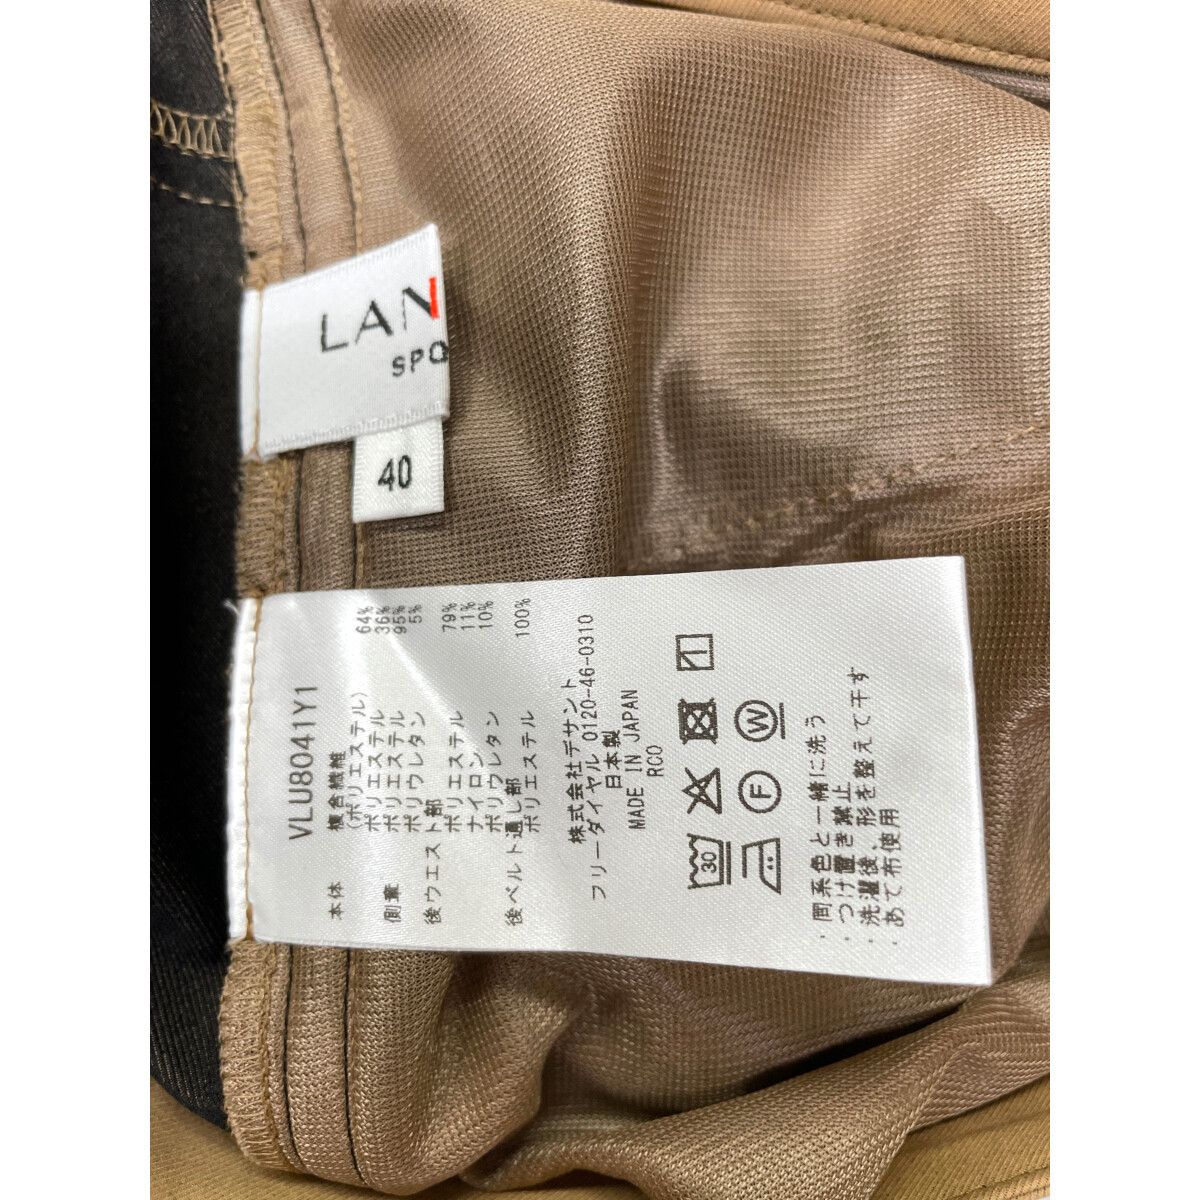 LAN
SPO
40
VLU8041Y1
本体 複合繊維
(ポリエステル) 64%
ポリエステル 36%
側章 ポリエステル 95%
ポリウレタン 5%
後ウエスト部
ポリエステル 79%
ナイロン 11%
ポリウレタン 10%
後ベルト通し部
ポリエステル 100%
株式会社デサント
フリーダイヤル 0120-46-0310
日本製
MADE IN JAPAN
RCO
30
F
W
・同系色と一緒に洗う
・つけ置き禁止
・洗濯後、形を整えて干す
・あて布使用